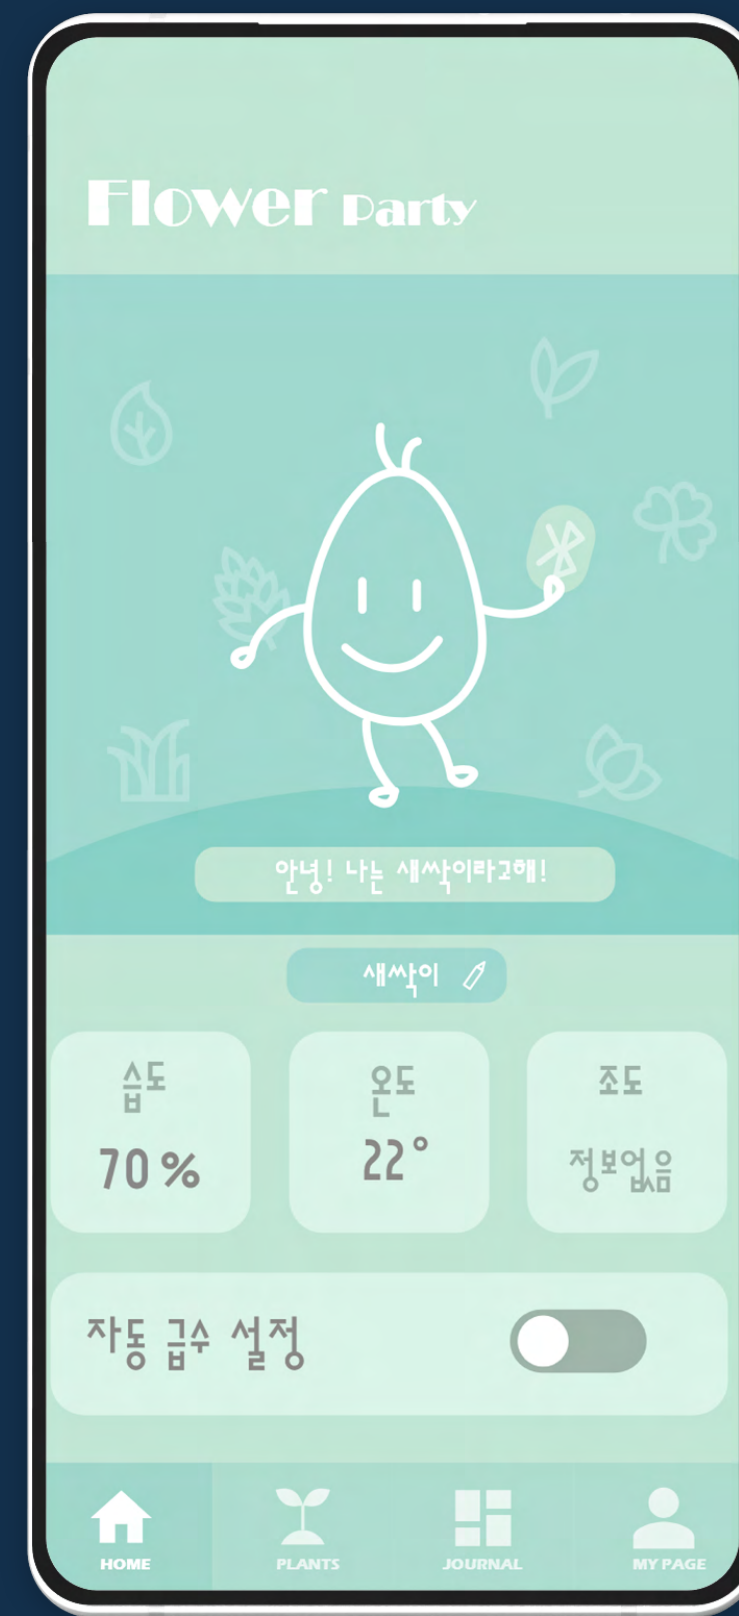 Flower Party
안녕! 나는 새싹이라고해!
새싹이
습도
70%
온도
22°
조도
정보없음
자동 급수 설정
HOME
PLANTS
JOURNAL
MY PAGE